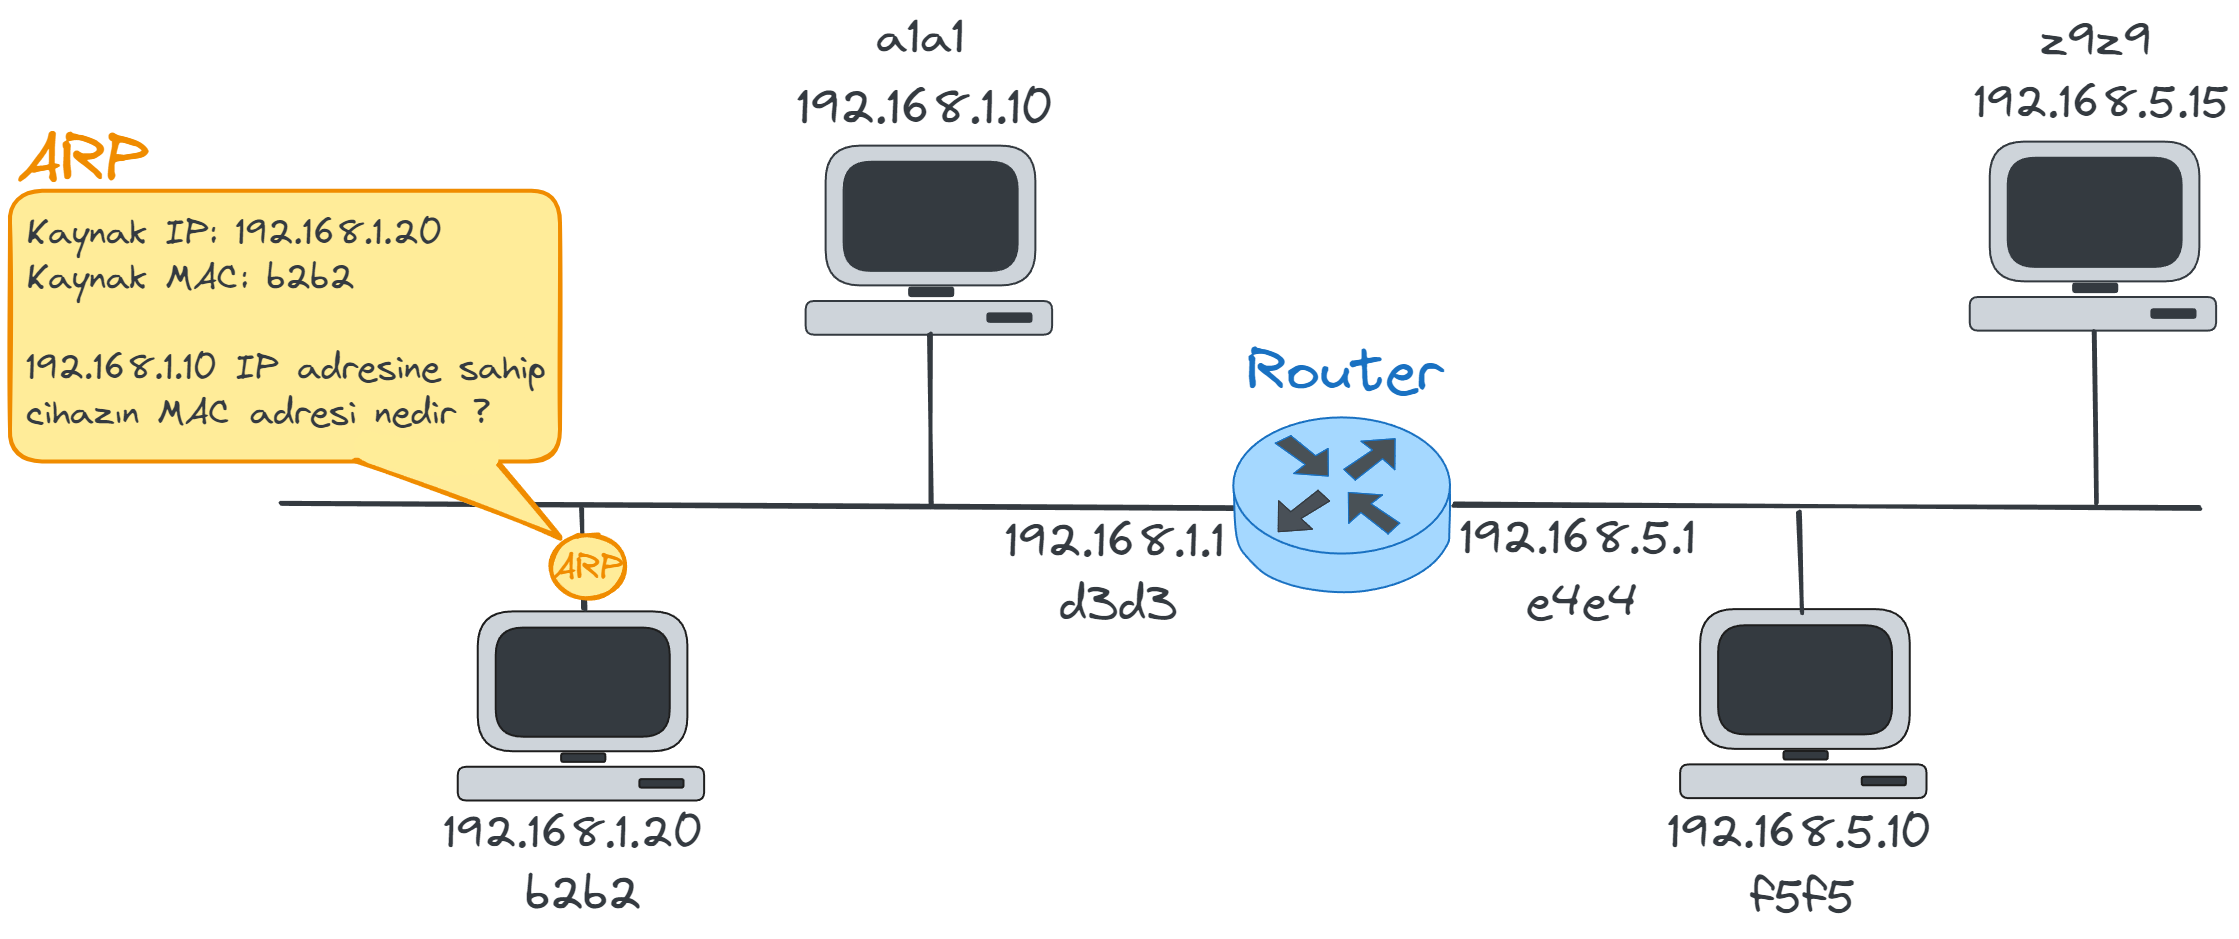 a1a1
192.168.1.10
z9z9
192.168.5.15
ARP
Kaynak IP: 192.168.1.20
Kaynak MAC: b2b2
192.168.1.10 IP adresine sahip
cihazın MAC adresi nedir ?
Router
192.168.1.1
d3d3
192.168.5.1
e4e4
ARP
192.168.1.20
b2b2
192.168.5.10
f5f5